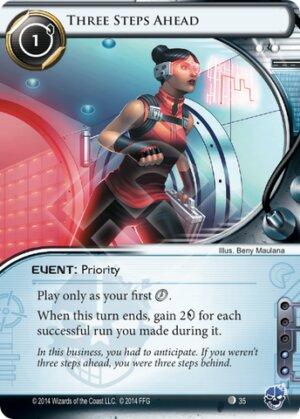 Three Steps Ahead
1
Illus. Beny Maulana
EVENT: Priority
Play only as your first .
When this turn ends, gain 2 for each
successful run you made during it.
In this business, you had to anticipate. If you weren't
three steps ahead, you were three steps behind.
© 2014 Wizards of the Coast LLC. © 2014 FFG
35